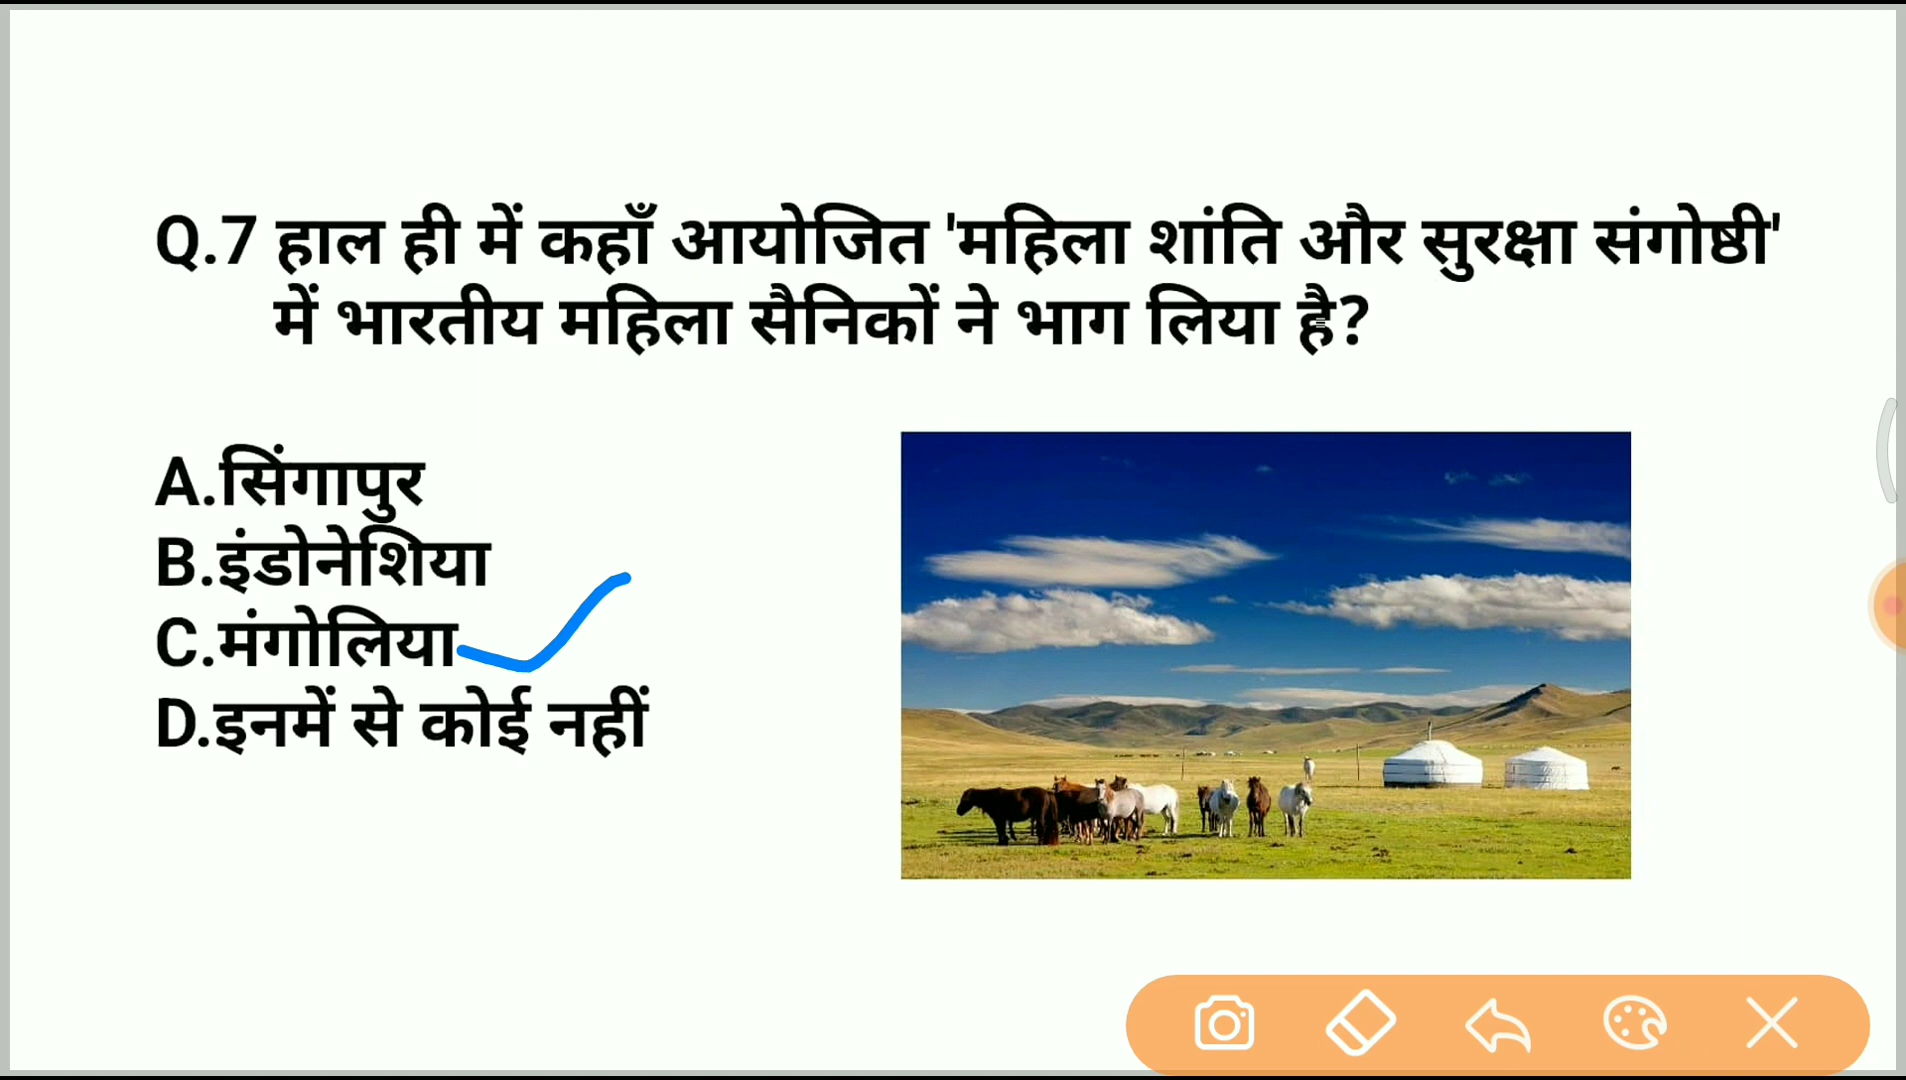 Q.7 हाल ही में कहाँ आयोजित 'महिला शांति और सुरक्षा संगोष्ठी'
में भारतीय महिला सैनिकों ने भाग लिया है?
A.सिंगापुर
B.इंडोनेशिया
C.मंगोलिया
D.इनमें से कोई नहीं